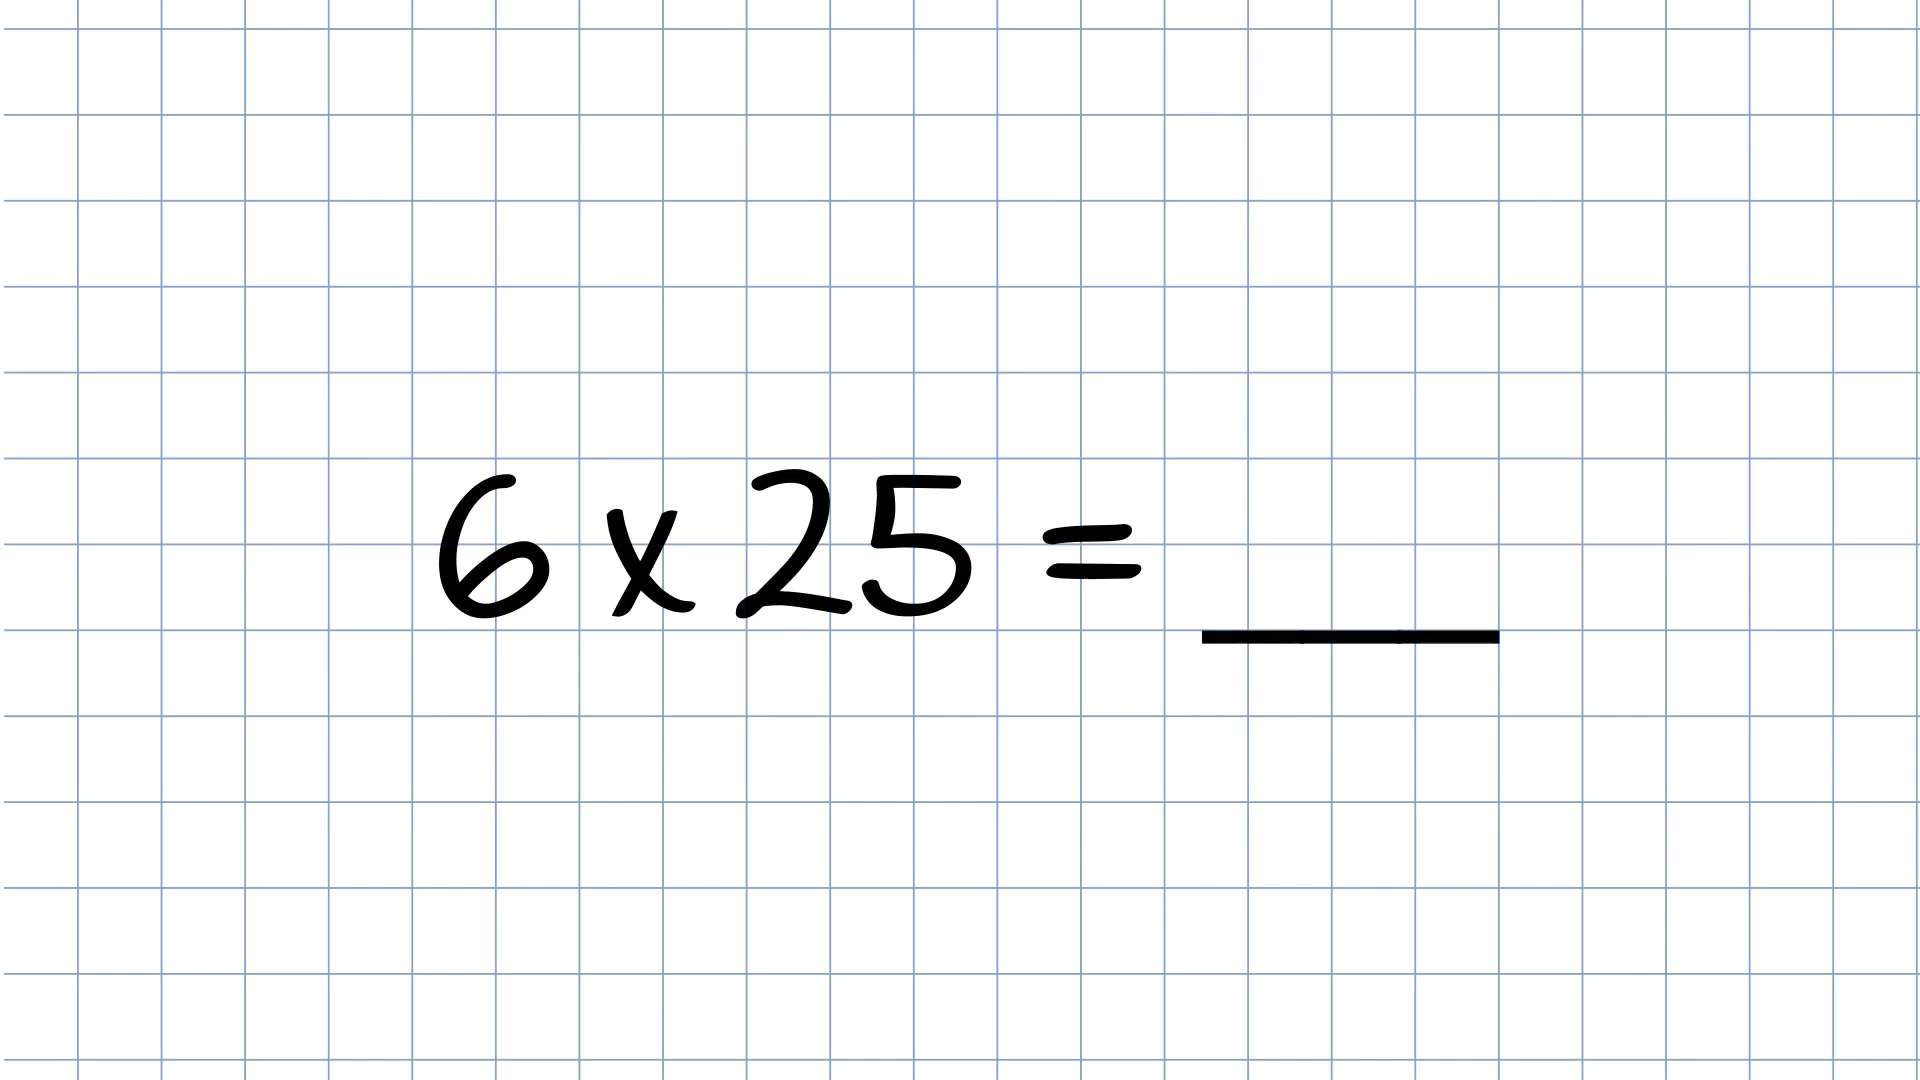 6 x 25 = ___